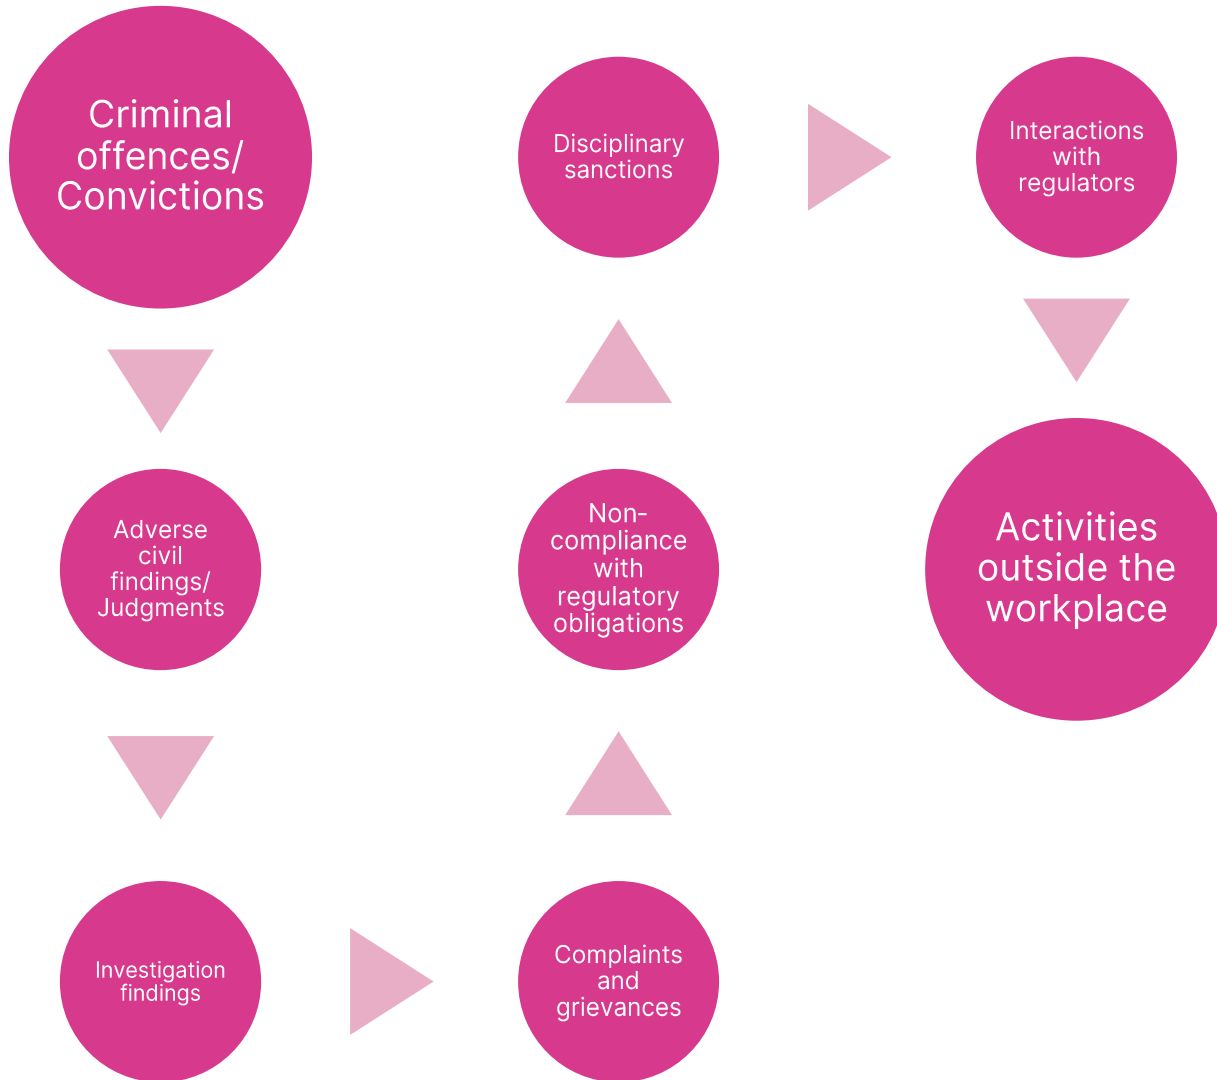 Criminal
offences/
Convictions
Adverse
civil
findings/
Judgments
Investigation
findings
Complaints
and
grievances
Non-
compliance
with
regulatory
obligations
Disciplinary
sanctions
Interactions
with
regulators
Activities
outside the
workplace